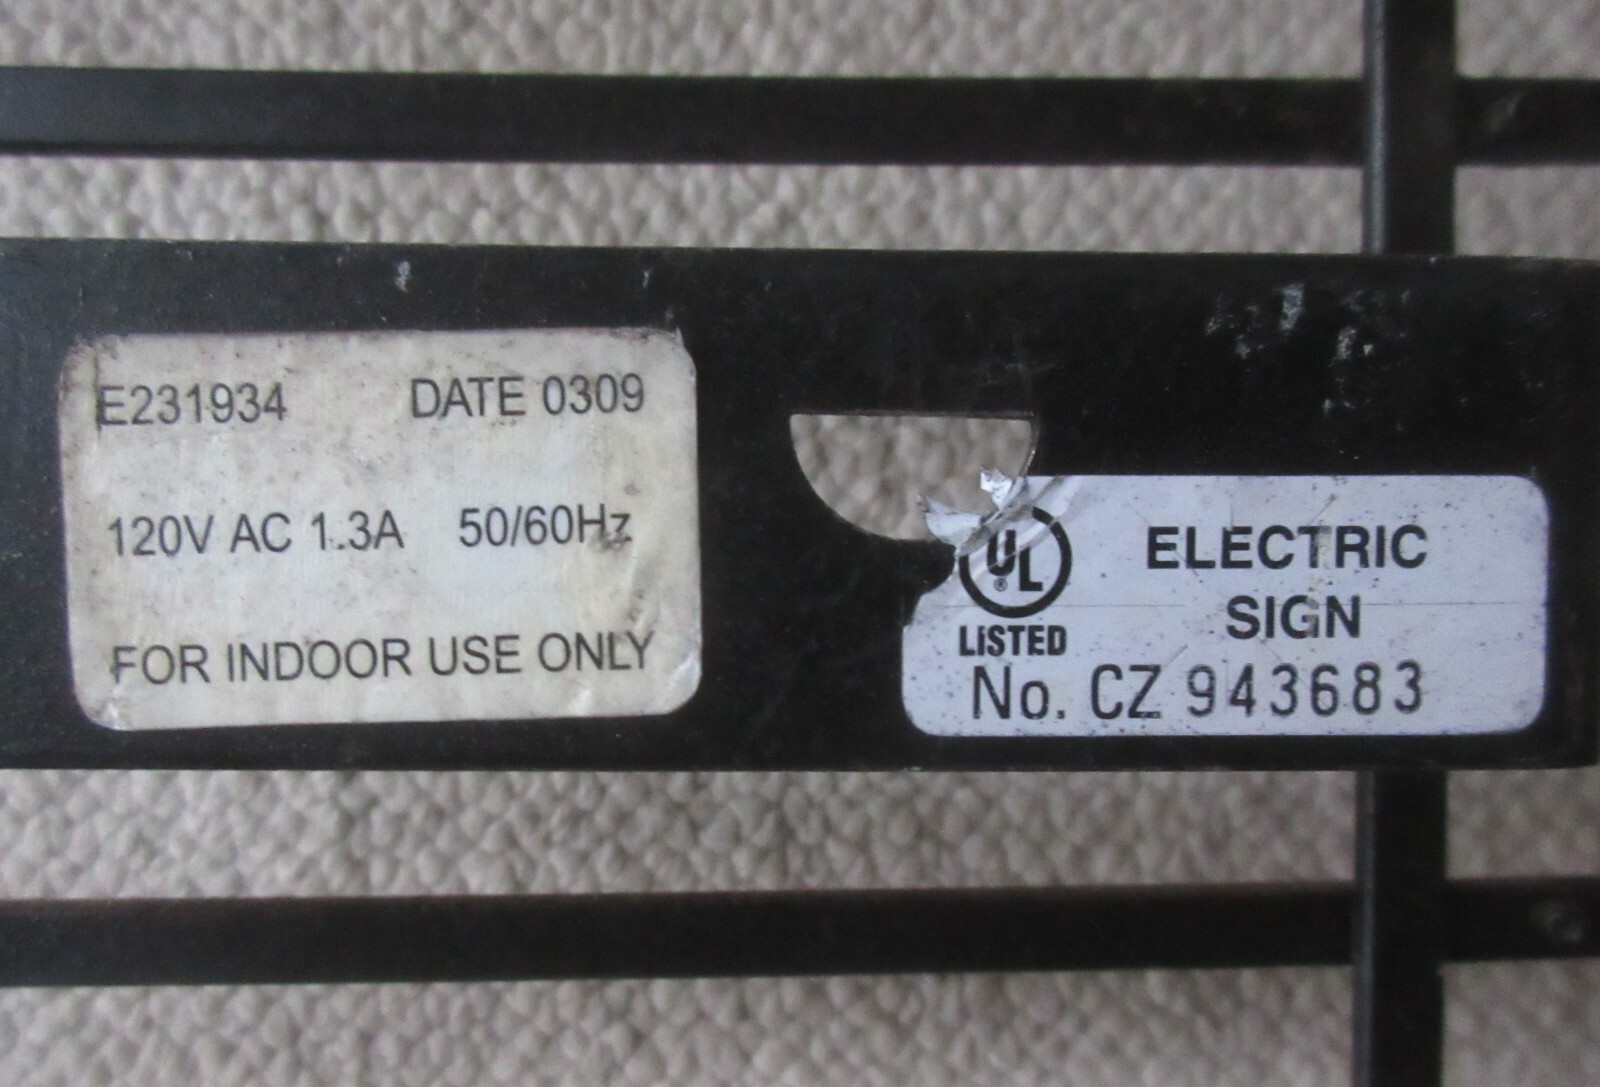 E231934 DATE 0309
120V AC 1.3A 50/60Hz
FOR INDOOR USE ONLY
UL®
LISTED
ELECTRIC
SIGN
No. CZ 943683